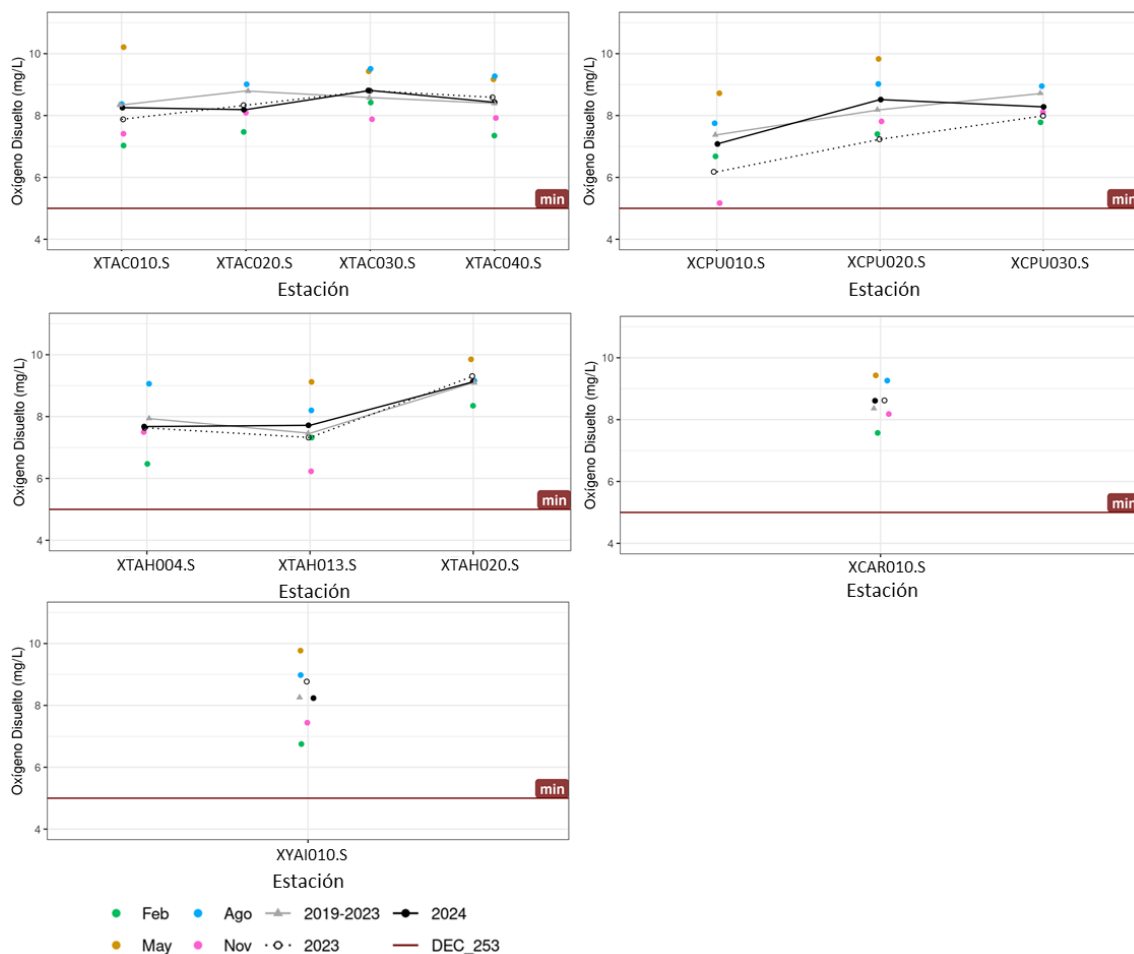 Oxígeno Disuelto (mg/L)
10
8
6
4
min
XTAC010.S XTAC020.S XTAC030.S XTAC040.S
Estación
Oxígeno Disuelto (mg/L)
10
8
6
4
min
XCPU010.S XCPU020.S XCPU030.S
Estación
Oxígeno Disuelto (mg/L)
10
8
6
4
min
XTAH004.S XTAH013.S XTAH020.S
Estación
Oxígeno Disuelto (mg/L)
10
8
6
4
min
XCAR010.S
Estación
Oxígeno Disuelto (mg/L)
10
8
6
4
min
XYAI010.S
Estación
Feb Ago 2019-2023 2024
May Nov 2023 DEC_253